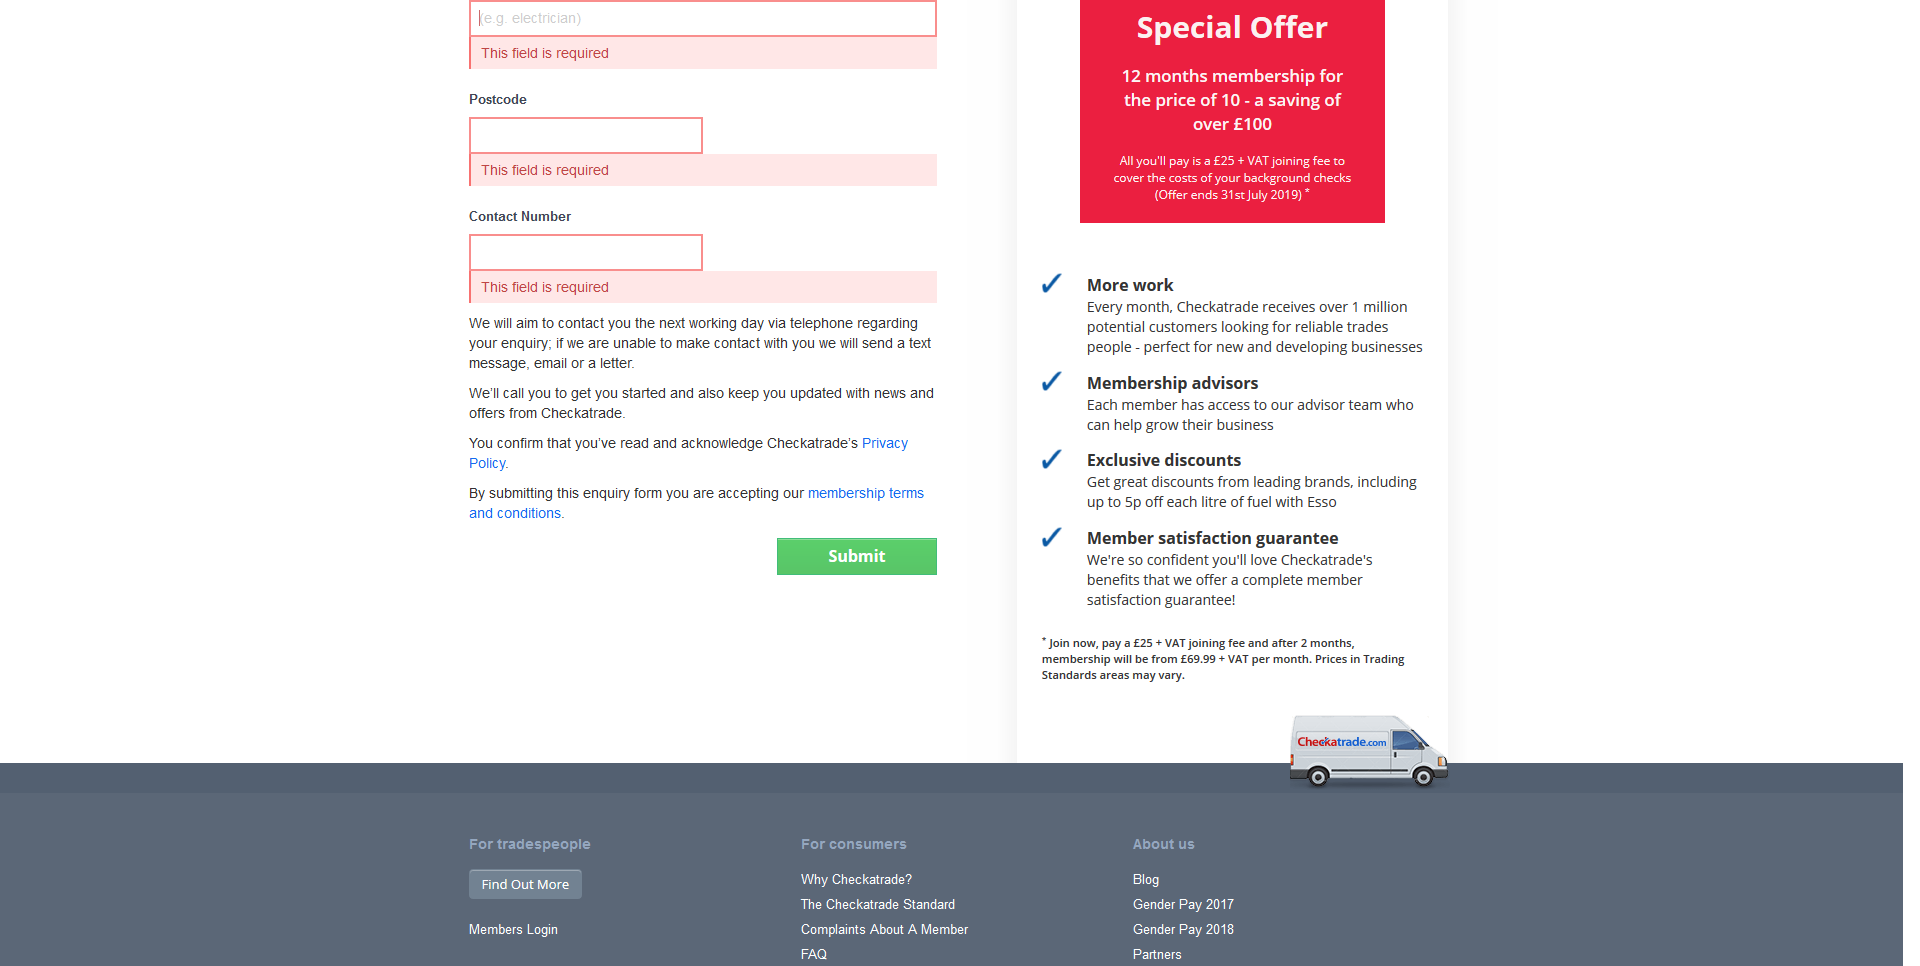 (e.g. electrician)
This field is required
Postcode
This field is required
Contact Number
This field is required
We will aim to contact you the next working day via telephone regarding
your enquiry; if we are unable to make contact with you we will send a text
message, email or a letter.
We'll call you to get you started and also keep you updated with news and
offers from Checkatrade.
You confirm that you've read and acknowledge Checkatrade's Privacy
Policy.
By submitting this enquiry form you are accepting our membership terms
and conditions.
Submit
Special Offer
12 months membership for
the price of 10 - a saving of
over £100
All you'll pay is a £25 + VAT joining fee to
cover the costs of your background checks
(Offer ends 31st July 2019) *
More work
Every month, Checkatrade receives over 1 million
potential customers looking for reliable trades
people - perfect for new and developing businesses
Membership advisors
Each member has access to our advisor team who
can help grow their business
Exclusive discounts
Get great discounts from leading brands, including
up to 5p off each litre of fuel with Esso
Member satisfaction guarantee
We're so confident you'll love Checkatrade's
benefits that we offer a complete member
satisfaction guarantee!
* Join now, pay a £25 + VAT joining fee and after 2 months,
membership will be from £69.99 + VAT per month. Prices in Trading
Standards areas may vary.
Checkatrade.com
For tradespeople
Find Out More
Members Login
For consumers
Why Checkatrade?
The Checkatrade Standard
Complaints About A Member
FAQ
About us
Blog
Gender Pay 2017
Gender Pay 2018
Partners